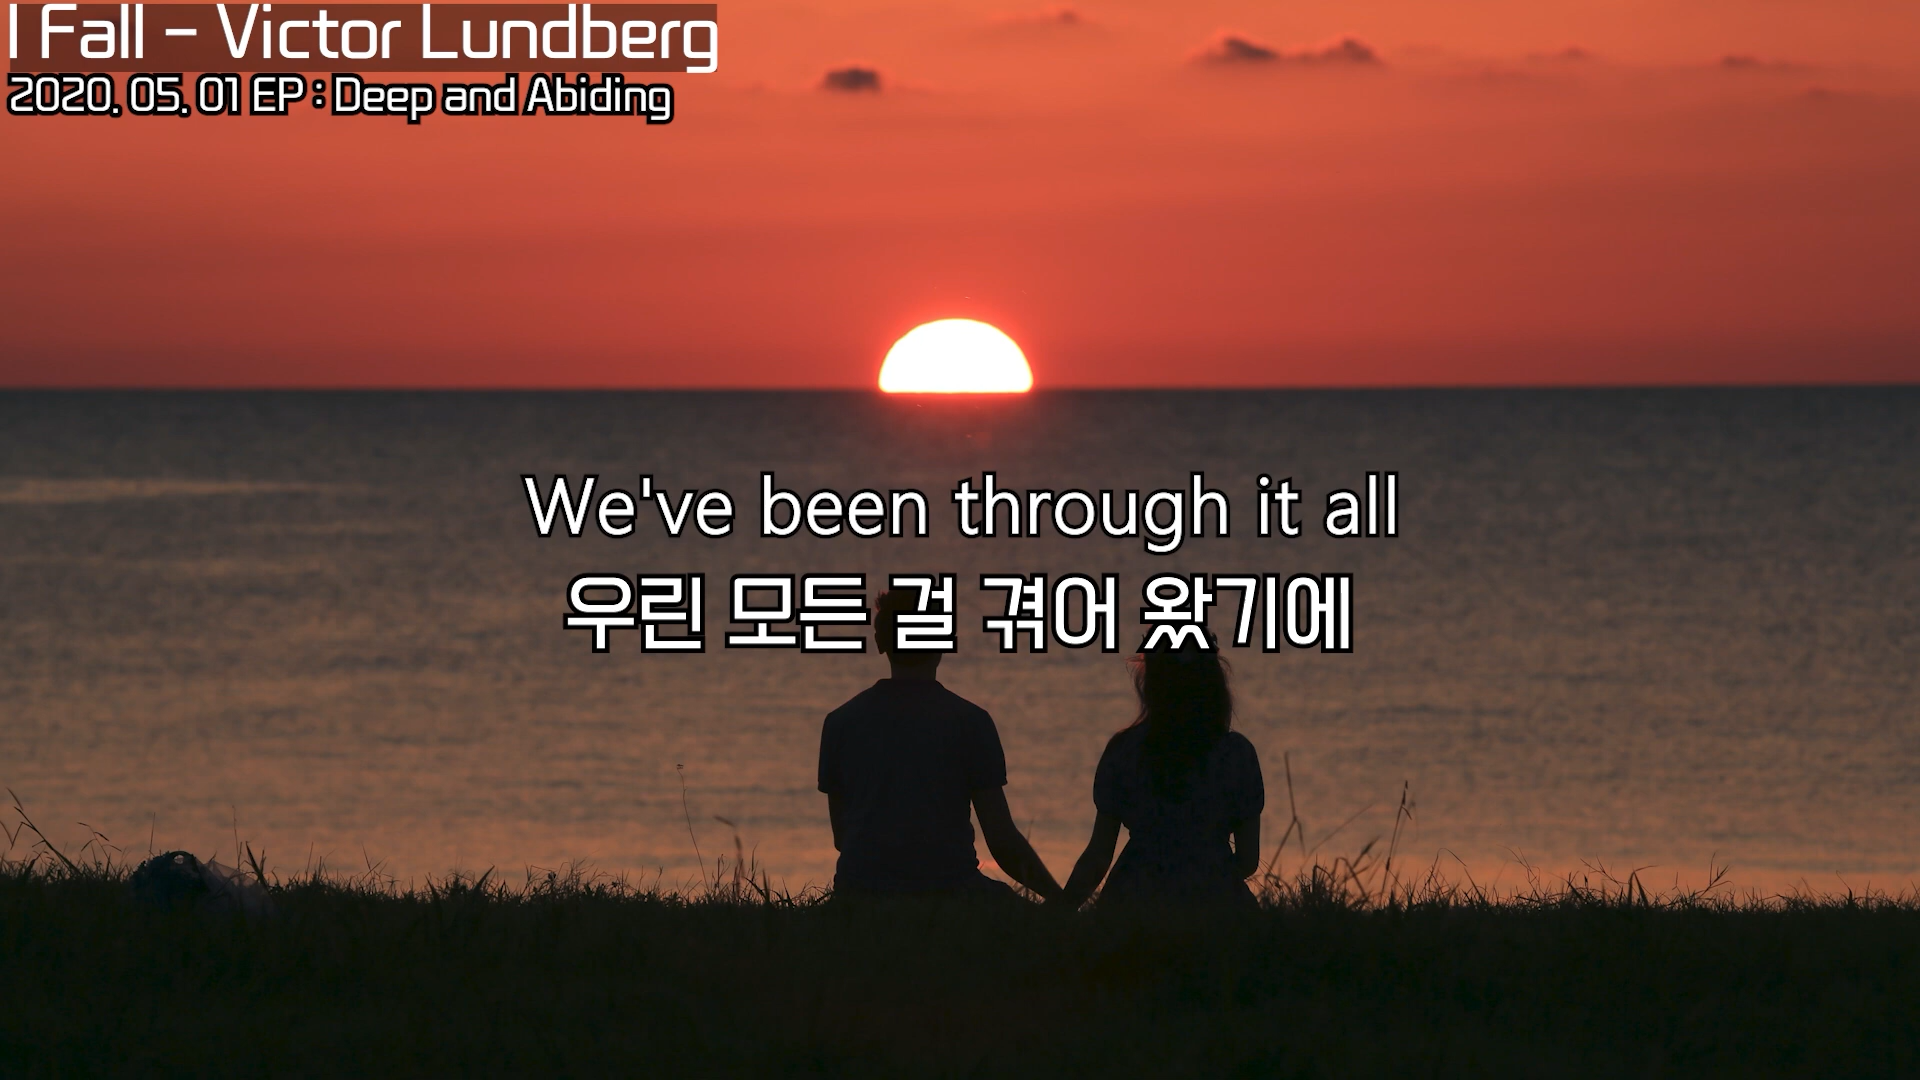 I Fall - Victor Lundberg
2020. 05. 01 EP : Deep and Abiding
We've been through it all
우린 모든 걸 겪어 왔기에